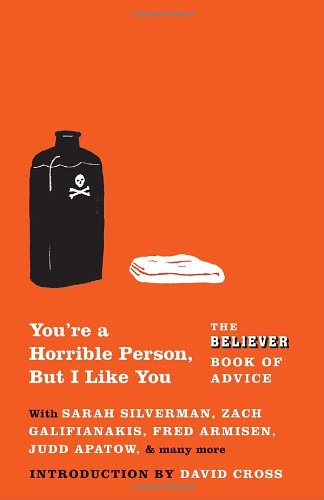 You're a
Horrible Person,
But I Like You
THE
BELIEVER
BOOK OF
ADVICE
With SARAH SILVERMAN, ZACH
GALIFIANAKIS, FRED ARMISEN,
JUDD APATOW, & many more
INTRODUCTION BY DAVID CROSS